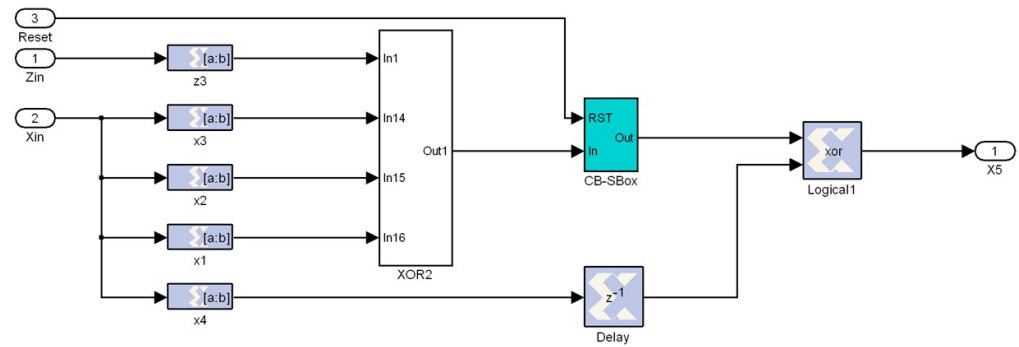 3
Reset
1
Zin
[a:b]
z3
In1
2
Xin
[a:b]
x3
In14
[a:b]
x2
In15
[a:b]
x1
In16
Out1
XOR2
[a:b]
x4
RST
In
Out
CB-SBox
z-1
Delay
xor
Logical1
1
X5